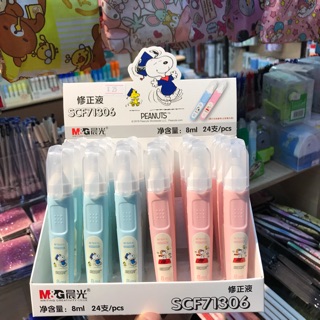 修正液
SCF71306
PEANUTS
M&G晨光 净含量: 8ml 24支/pcs
M&G晨光
修正液
净含量: 8ml 24支/pcs
SCF71306